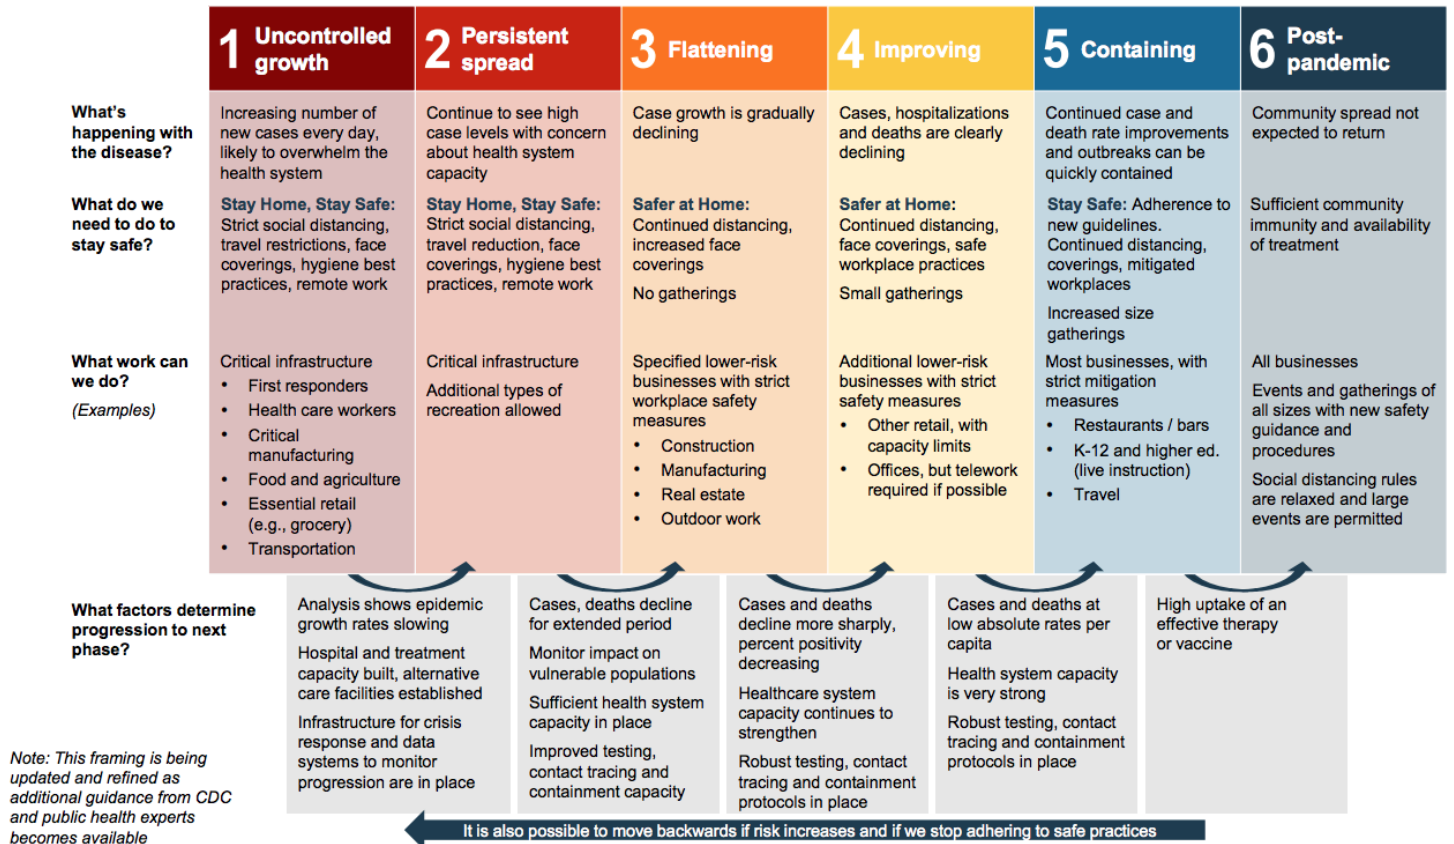 1 Uncontrolled
growth
2 Persistent
spread
3 Flattening
4 Improving
5 Containing
6 Post-
pandemic
What's
happening with
the disease?
Increasing number of
new cases every day,
likely to overwhelm the
health system
Continue to see high
case levels with concern
about health system
capacity
Case growth is gradually
declining
Cases, hospitalizations
and deaths are clearly
declining
Continued case and
death rate improvements
and outbreaks can be
quickly contained
Community spread not
expected to return
What do we
need to do to
stay safe?
Stay Home, Stay Safe:
Strict social distancing,
travel restrictions, face
coverings, hygiene best
practices, remote work
Stay Home, Stay Safe:
Strict social distancing,
travel reduction, face
coverings, hygiene best
practices, remote work
Safer at Home:
Continued distancing,
increased face
coverings
No gatherings
Safer at Home:
Continued distancing,
face coverings, safe
workplace practices
Small gatherings
Stay Safe: Adherence to
new guidelines.
Continued distancing,
coverings, mitigated
workplaces
Increased size
gatherings
Sufficient community
immunity and availability
of treatment
What work can
we do?
(Examples)
Critical infrastructure
• First responders
• Health care workers
• Critical
manufacturing
• Food and agriculture
• Essential retail
(e.g., grocery)
• Transportation
Critical infrastructure
Additional types of
recreation allowed
Specified lower-risk
businesses with strict
workplace safety
measures
• Construction
• Manufacturing
• Real estate
• Outdoor work
Additional lower-risk
businesses with strict
safety measures
• Other retail, with
capacity limits
• Offices, but telework
required if possible
Most businesses, with
strict mitigation
measures
• Restaurants / bars
• K-12 and higher ed.
(live instruction)
• Travel
All businesses
Events and gatherings of
all sizes with new safety
guidance and
procedures
Social distancing rules
are relaxed and large
events are permitted
What factors determine
progression to next
phase?
Analysis shows epidemic
growth rates slowing
Hospital and treatment
capacity built, alternative
care facilities established
Infrastructure for crisis
response and data
systems to monitor
progression are in place
Cases, deaths decline
for extended period
Monitor impact on
vulnerable populations
Sufficient health system
capacity in place
Improved testing,
contact tracing and
containment capacity
Cases and deaths
decline more sharply,
percent positivity
decreasing
Healthcare system
capacity continues to
strengthen
Robust testing, contact
tracing and containment
protocols in place
Cases and deaths at
low absolute rates per
capita
Health system capacity
is very strong
Robust testing, contact
tracing and containment
protocols in place
High uptake of an
effective therapy
or vaccine
Note: This framing is being
updated and refined as
additional guidance from CDC
and public health experts
becomes available
It is also possible to move backwards if risk increases and if we stop adhering to safe practices